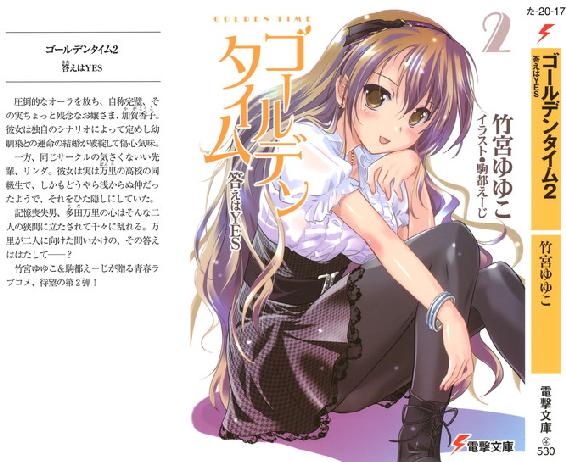 ゴールデンタイム2
答えはYES
圧倒的なオーラを放ち、自称完璧、そ
の実ちょっと残念なお嬢さま、加賀香子。
彼女は独自のシナリオによって定めし幼
馴染との運命の結婚が破綻して傷心気味。
一方、同じサークルの気さくないい先
輩、リンダ。彼女は実は万里の高校の同
級生で、しかもどうやら浅からぬ仲だっ
たようで、それをひた隠しにしていた。
記憶喪失男、多田万里の心はそんな二
人の狭間に立たされて千々に乱れる。万
里が二人に向けた問いかけの、その答え
ははたして――？
竹宮ゆゆこ＆駒都えーじが贈る青春ラ
ブコメ、待望の第2弾！
GOLDEN TIME
ゴールデン
タイム
答えはYES
2
竹宮ゆゆこ
イラスト●駒都えーじ
電撃文庫
た-20-17
ゴールデンタイム2
答えはYES
竹宮ゆゆこ
電撃文庫
530